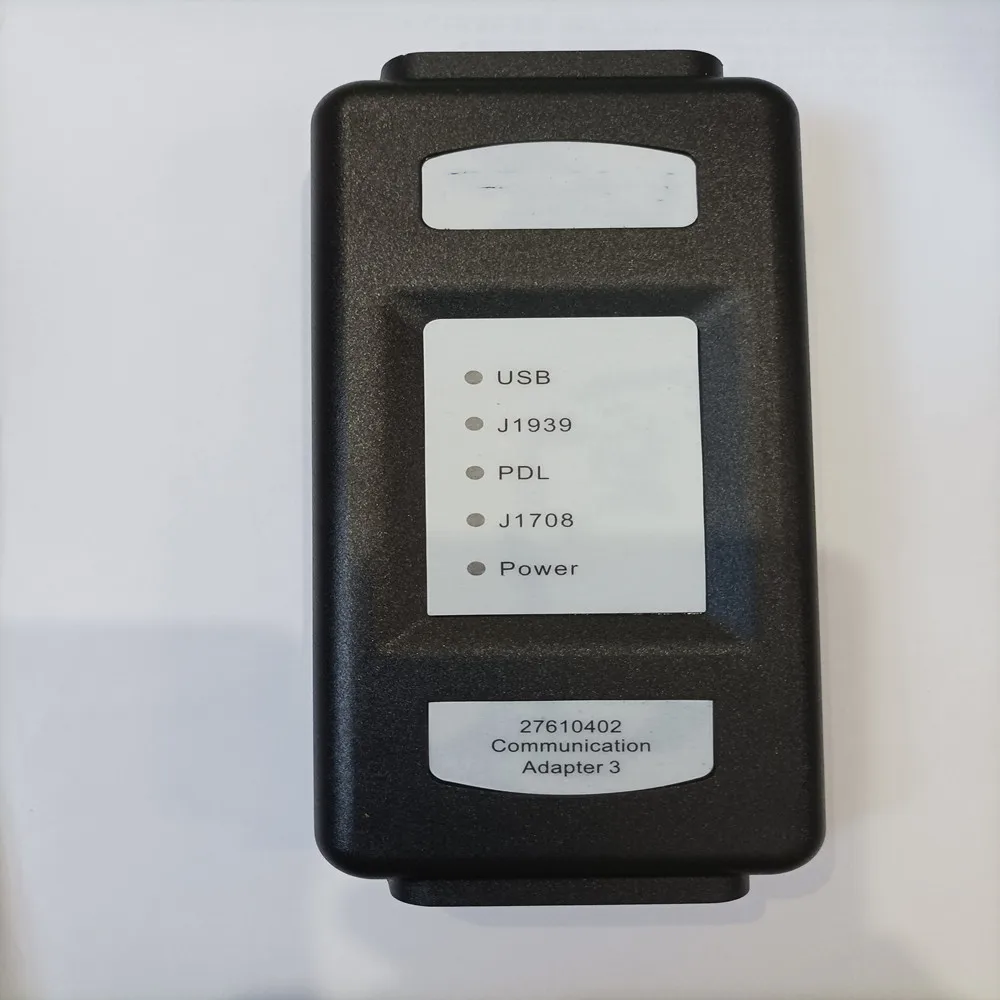 USB
J1939
PDL
J1708
Power
27610402
Communication
Adapter 3